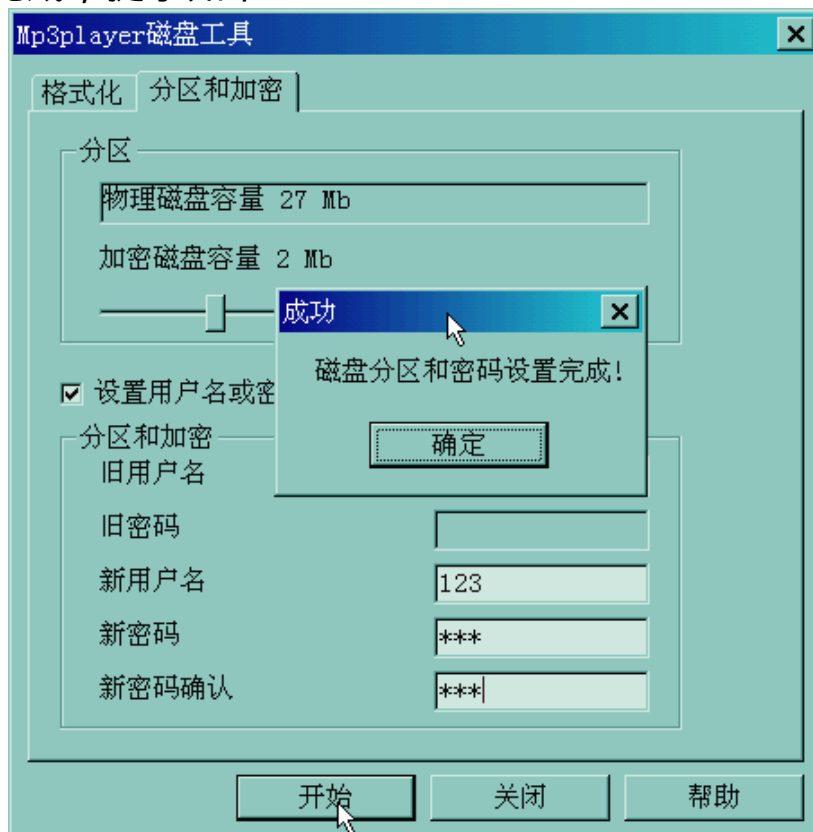 Mp3player磁盘工具
格式化 分区和加密
分区
物理磁盘容量 27 Mb
加密磁盘容量 2 Mb
成功
磁盘分区和密码设置完成!
确定
设置用户名或密
分区和加密
旧用户名
旧密码
新用户名 123
新密码 ***
新密码确认 ***
开始 关闭 帮助